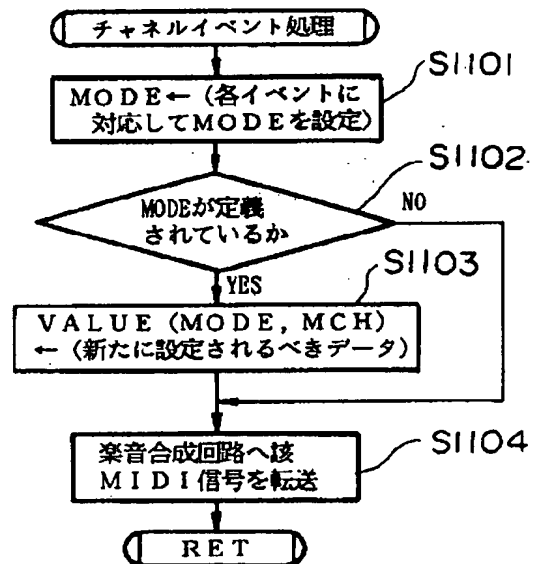 チャネルイベント処理
S1101
MODE←(各イベントに
対応してMODEを設定)
S1102
MODEが定義
されているか
NO
YES
S1103
VALUE(MODE,MCH)
←(新たに設定されるべきデータ)
楽音合成回路へ該
MIDI信号を転送
S1104
RET